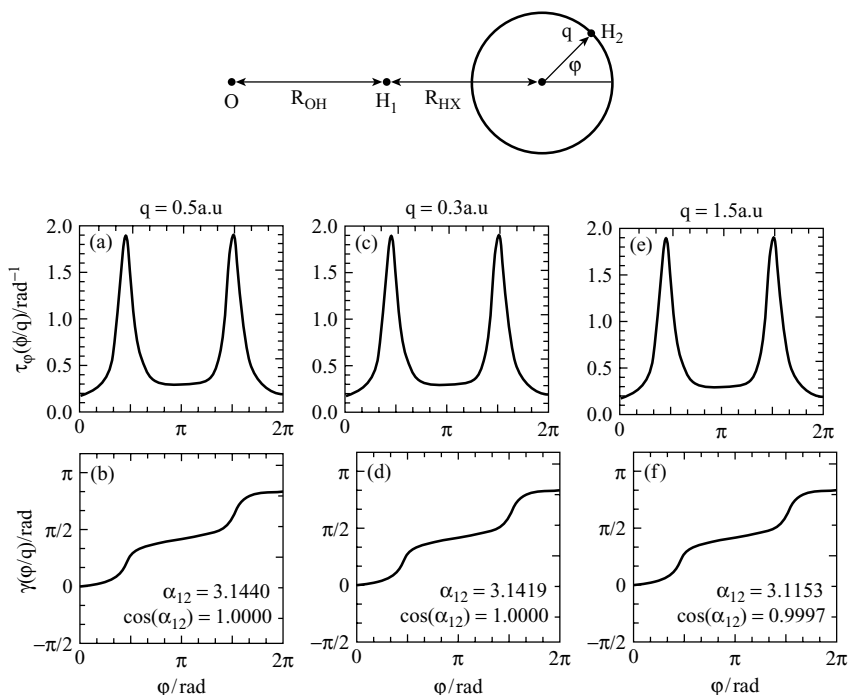 q H₂
φ
O R_OH H₁ R_HX
q = 0.5a.u q = 0.3a.u q = 1.5a.u
τ_φ(ϕ/q)/rad⁻¹
2.0 (a) 2.0 (c) 2.0 (e)
1.5 1.5 1.5
1.0 1.0 1.0
0.5 0.5 0.5
0.0 0.0 0.0
0 π 2π 0 π 2π 0 π 2π
γ(φ/q)/rad
π (b) π (d) π (f)
π/2 π/2 π/2
0 0 0
α₁₂ = 3.1440 α₁₂ = 3.1419 α₁₂ = 3.1153
cos(α₁₂) = 1.0000 cos(α₁₂) = 1.0000 cos(α₁₂) = 0.9997
−π/2 −π/2 −π/2
0 π 2π 0 π 2π 0 π 2π
φ/rad φ/rad φ/rad